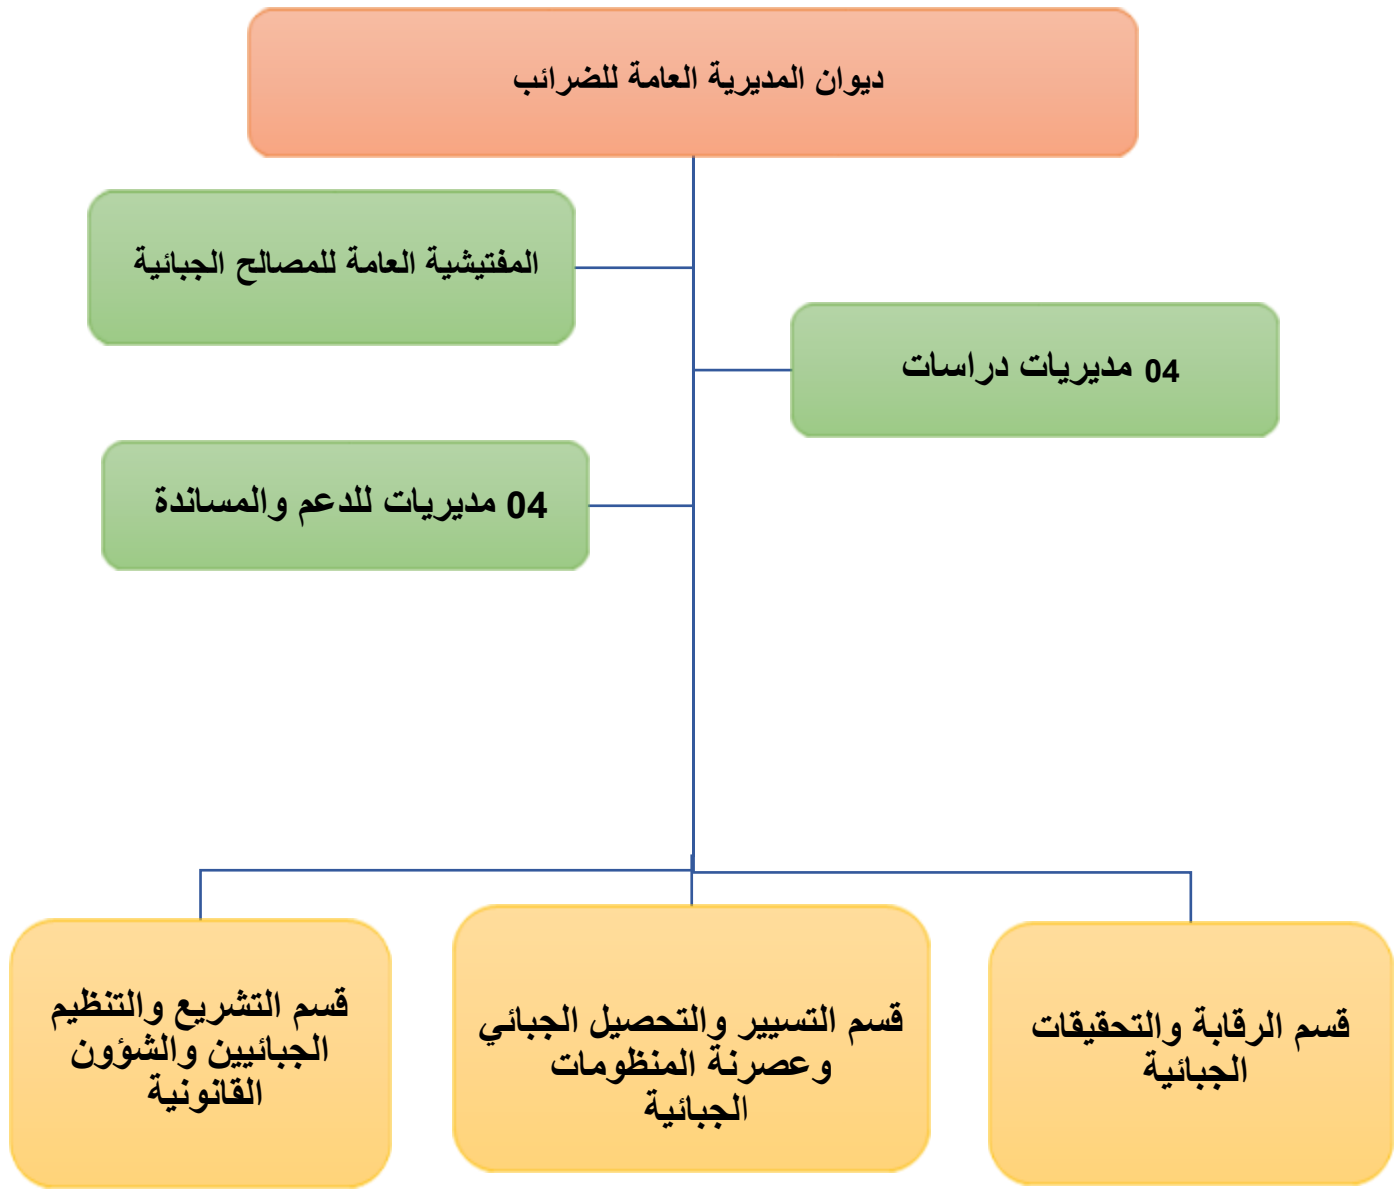 ديوان المديرية العامة للضرائب
المفتيشية العامة للمصالح الجبائية
04 مديريات دراسات
04 مديريات للدعم والمساندة
قسم الرقابة والتحقيقات
الجبائية
قسم التسيير والتحصيل الجبائي
وعصرنة المنظومات
الجبائية
قسم التشريع والتنظيم
الجبائيين والشؤون
القانونية